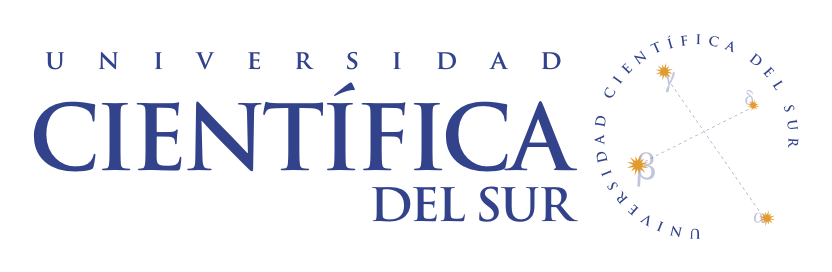 UNIVERSIDAD
CIENTÍFICA
DEL SUR
UNIVERSIDAD CIENTÍFICA DEL SUR
γ
δ
β
α